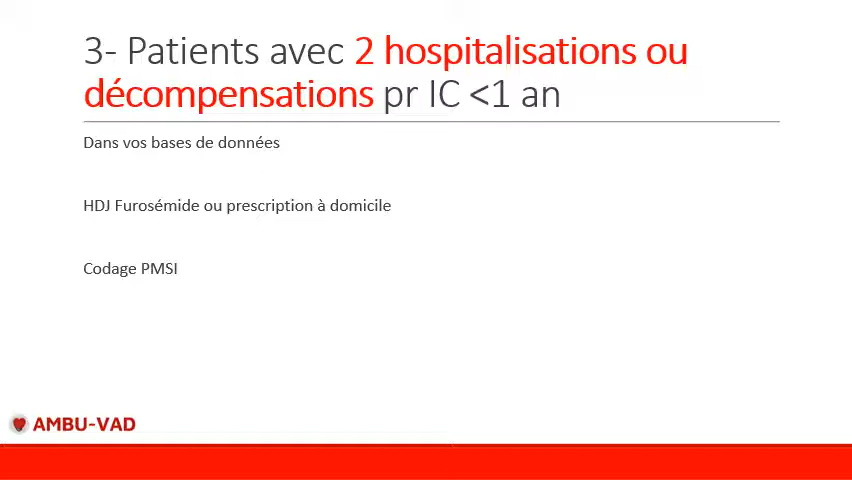 3- Patients avec 2 hospitalisations ou
décompensations pr IC <1 an
Dans vos bases de données
HDJ Furosémide ou prescription à domicile
Codage PMSI
AMBU-VAD